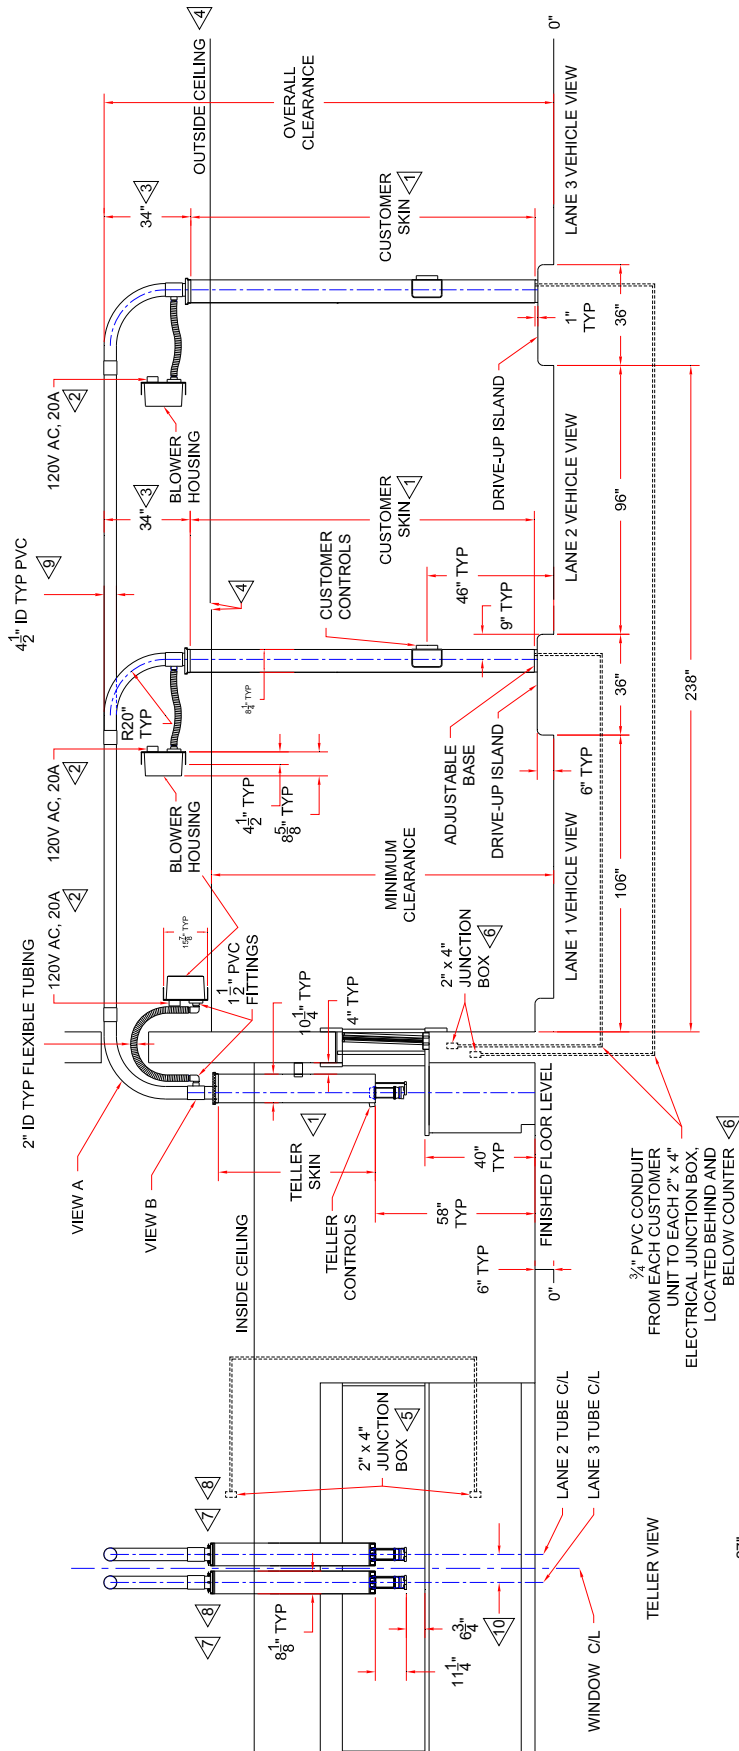 4
OUTSIDE CEILING
OVERALL
CLEARANCE
0"
34"
3
CUSTOMER
SKIN
1
LANE 3 VEHICLE VIEW
1"
TYP
36"
120V AC, 20A
2
BLOWER
HOUSING
DRIVE-UP ISLAND
4 1/2" ID TYP PVC
9
34"
3
CUSTOMER
SKIN
1
LANE 2 VEHICLE VIEW
96"
4
CUSTOMER
CONTROLS
46" TYP
9" TYP
R20"
TYP
8 1/4" TYP
36"
238"
120V AC, 20A
2
BLOWER
HOUSING
4 1/2" TYP
8 5/8" TYP
ADJUSTABLE
BASE
DRIVE-UP ISLAND
6" TYP
MINIMUM
CLEARANCE
LANE 1 VEHICLE VIEW
106"
120V AC, 20A
2
15 7/8" TYP
1 1/2" PVC
FITTINGS
2" x 4"
JUNCTION
BOX
6
2" ID TYP FLEXIBLE TUBING
10 1/4" TYP
4" TYP
VIEW A
VIEW B
TELLER
SKIN
1
TELLER
CONTROLS
40"
TYP
58"
TYP
FINISHED FLOOR LEVEL
6" TYP
0"
INSIDE CEILING
3/4" PVC CONDUIT
FROM EACH CUSTOMER
UNIT TO EACH 2" x 4"
ELECTRICAL JUNCTION BOX,
LOCATED BEHIND AND
BELOW COUNTER
6
2" x 4"
JUNCTION
BOX
5
7
8
7
8
8 1/8" TYP
11 1/4"
6 3/4"
10
LANE 2 TUBE C/L
LANE 3 TUBE C/L
WINDOW C/L
TELLER VIEW